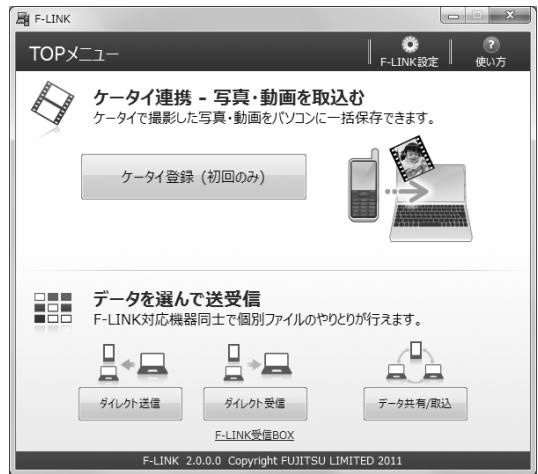 F-LINK
TOPメニュー
F-LINK設定
?
使い方
ケータイ連携 - 写真・動画を取込む
ケータイで撮影した写真・動画をパソコンに一括保存できます。
ケータイ登録 (初回のみ)
データを選んで送受信
F-LINK対応機器同士で個別ファイルのやりとりが行えます。
ダイレクト送信
ダイレクト受信
データ共有/取込
F-LINK受信BOX
F-LINK 2.0.0.0 Copyright FUJITSU LIMITED 2011